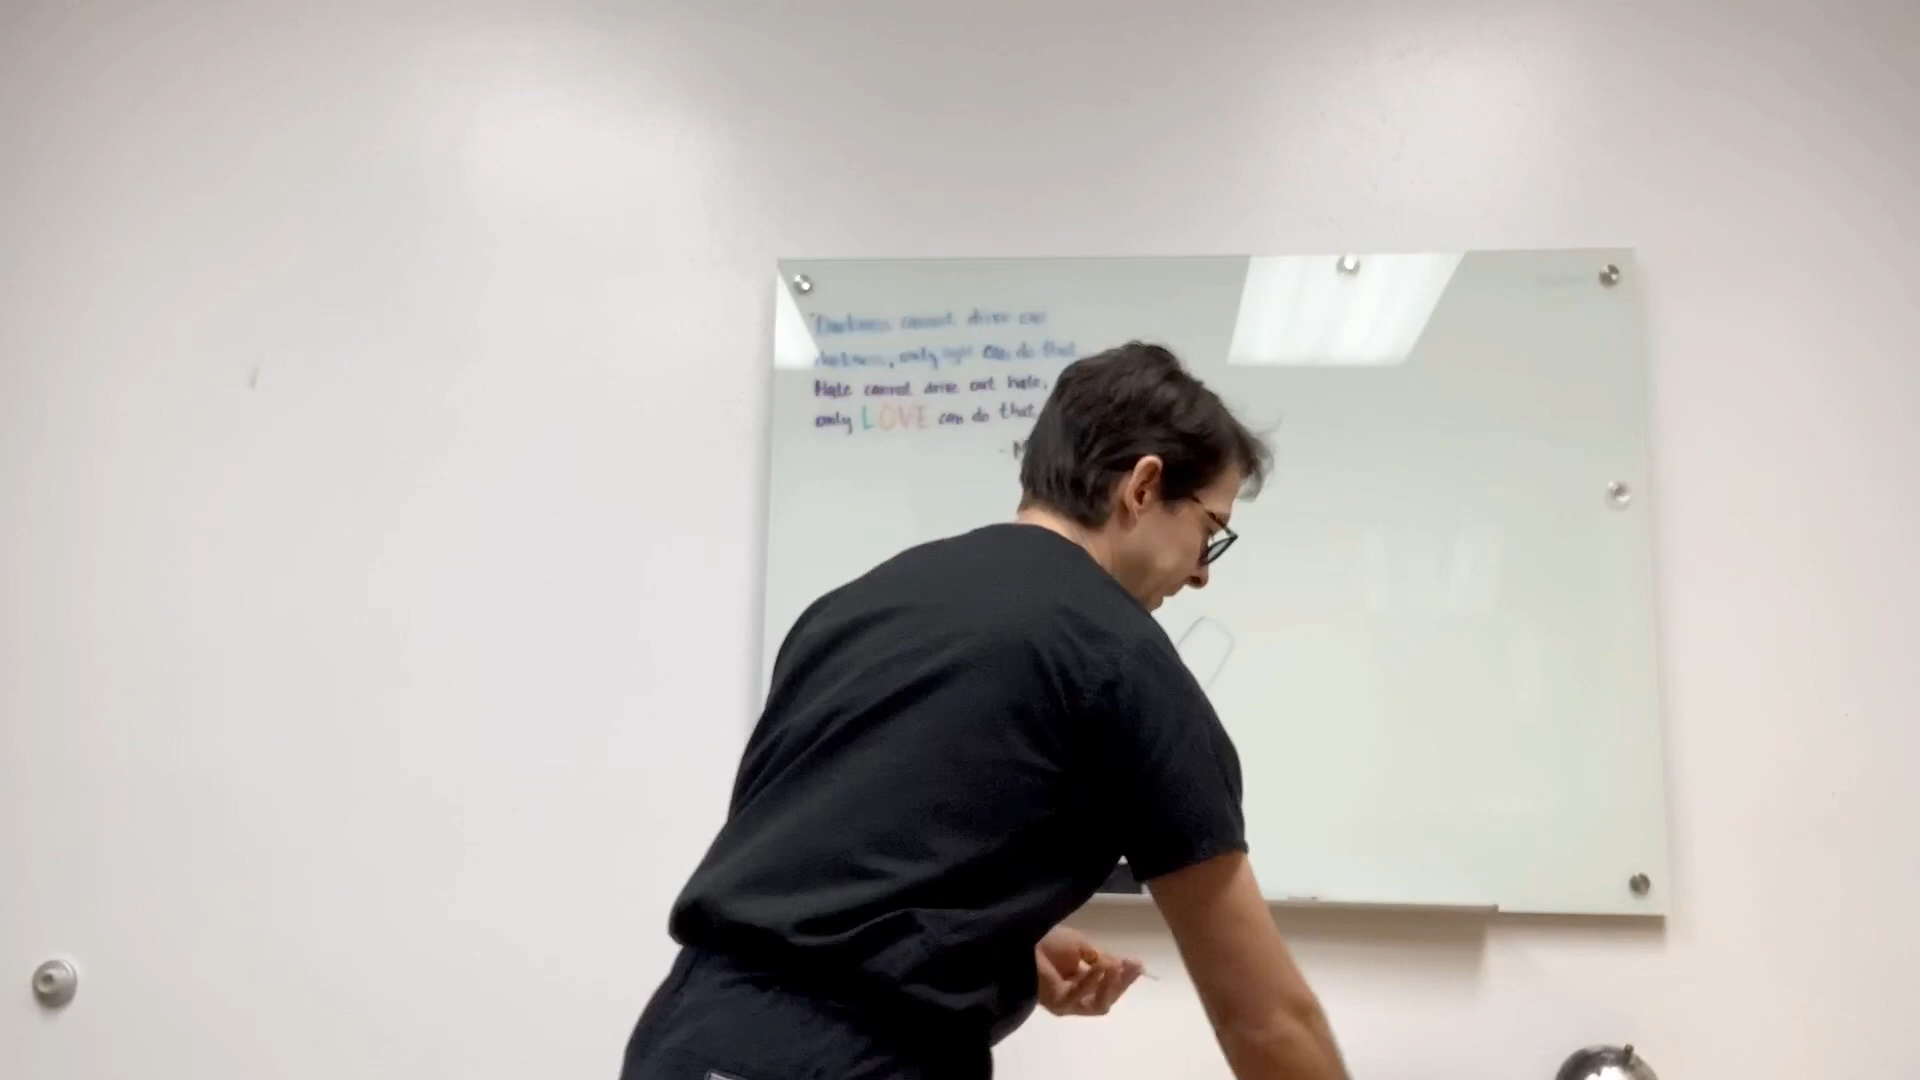 "Darkness cannot drive out
darkness, only light can do that
Hate cannot drive out hate,
only LOVE can do that
- M